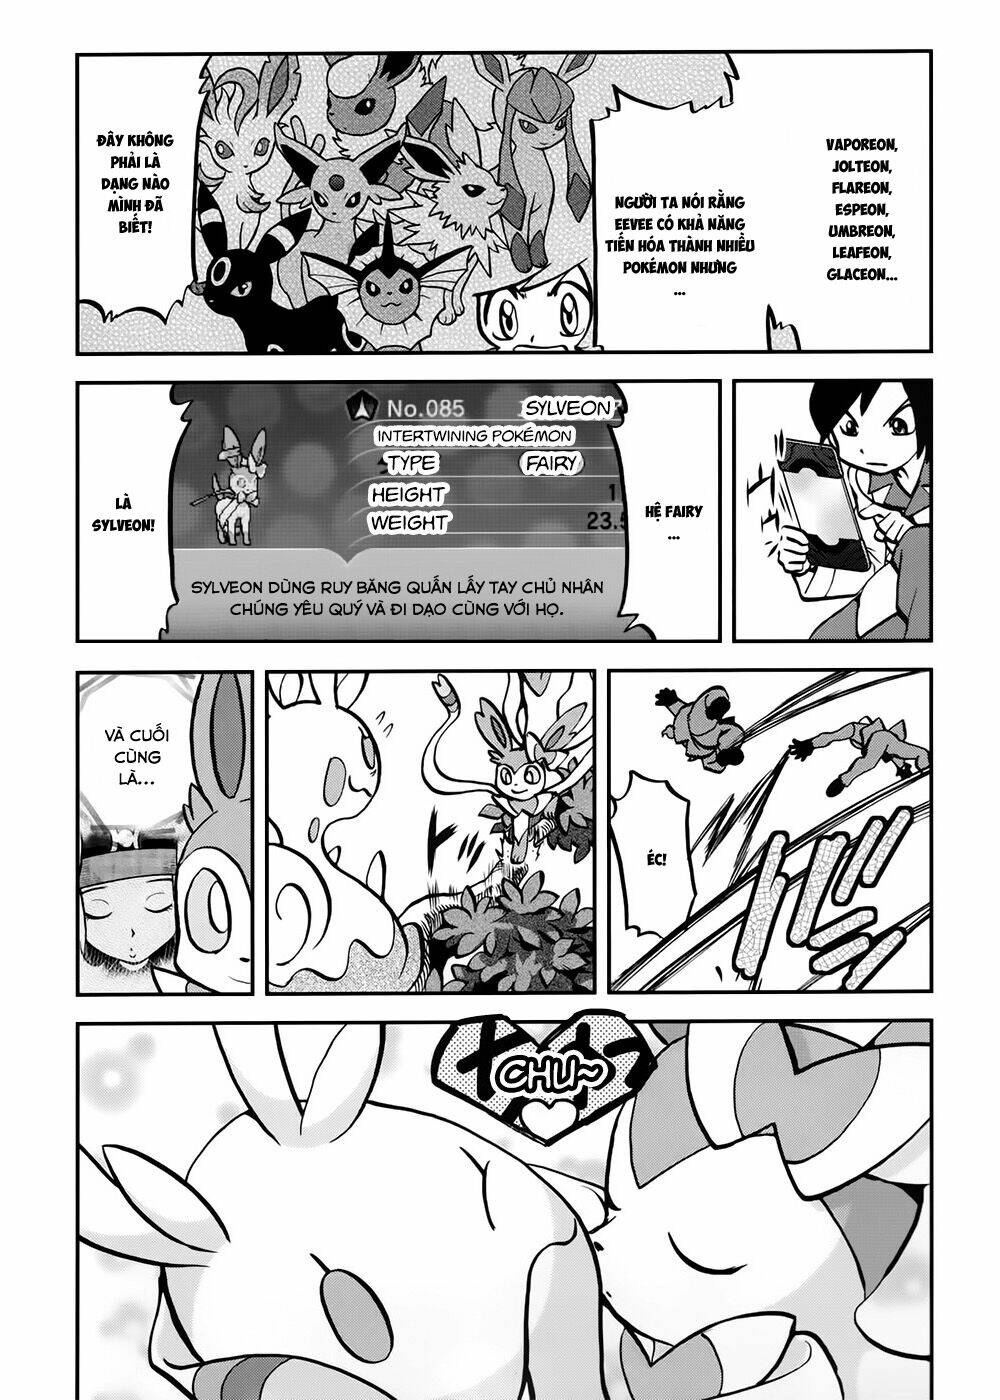 VAPOREON,
JOLTEON,
FLAREON,
ESPEON,
UMBREON,
LEAFEON,
GLACEON...
NGƯỜI TA NÓI RẰNG
EEVEE CÓ KHẢ NĂNG
TIẾN HÓA THÀNH NHIỀU
POKÉMON NHƯNG
...
ĐÂY KHÔNG
PHẢI LÀ
DẠNG NÀO
MÌNH ĐÃ
BIẾT!
HỆ FAIRY
...
No.085 SYLVEON
INTERTWINING POKÉMON
TYPE FAIRY
HEIGHT 1
WEIGHT 23.5
SYLVEON DÙNG RUY BĂNG QUẤN LẤY TAY CHỦ NHÂN
CHÚNG YÊU QUÝ VÀ ĐI DẠO CÙNG VỚI HỌ.
LÀ
SYLVEON!
ÉC!
VÀ CUỐI
CÙNG
LÀ...
CHU~